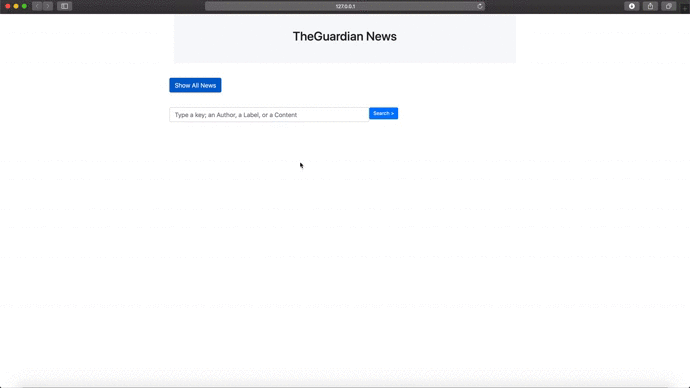 127.0.0.1
TheGuardian News
Show All News
Type a key; an Author, a Label, or a Content
Search >